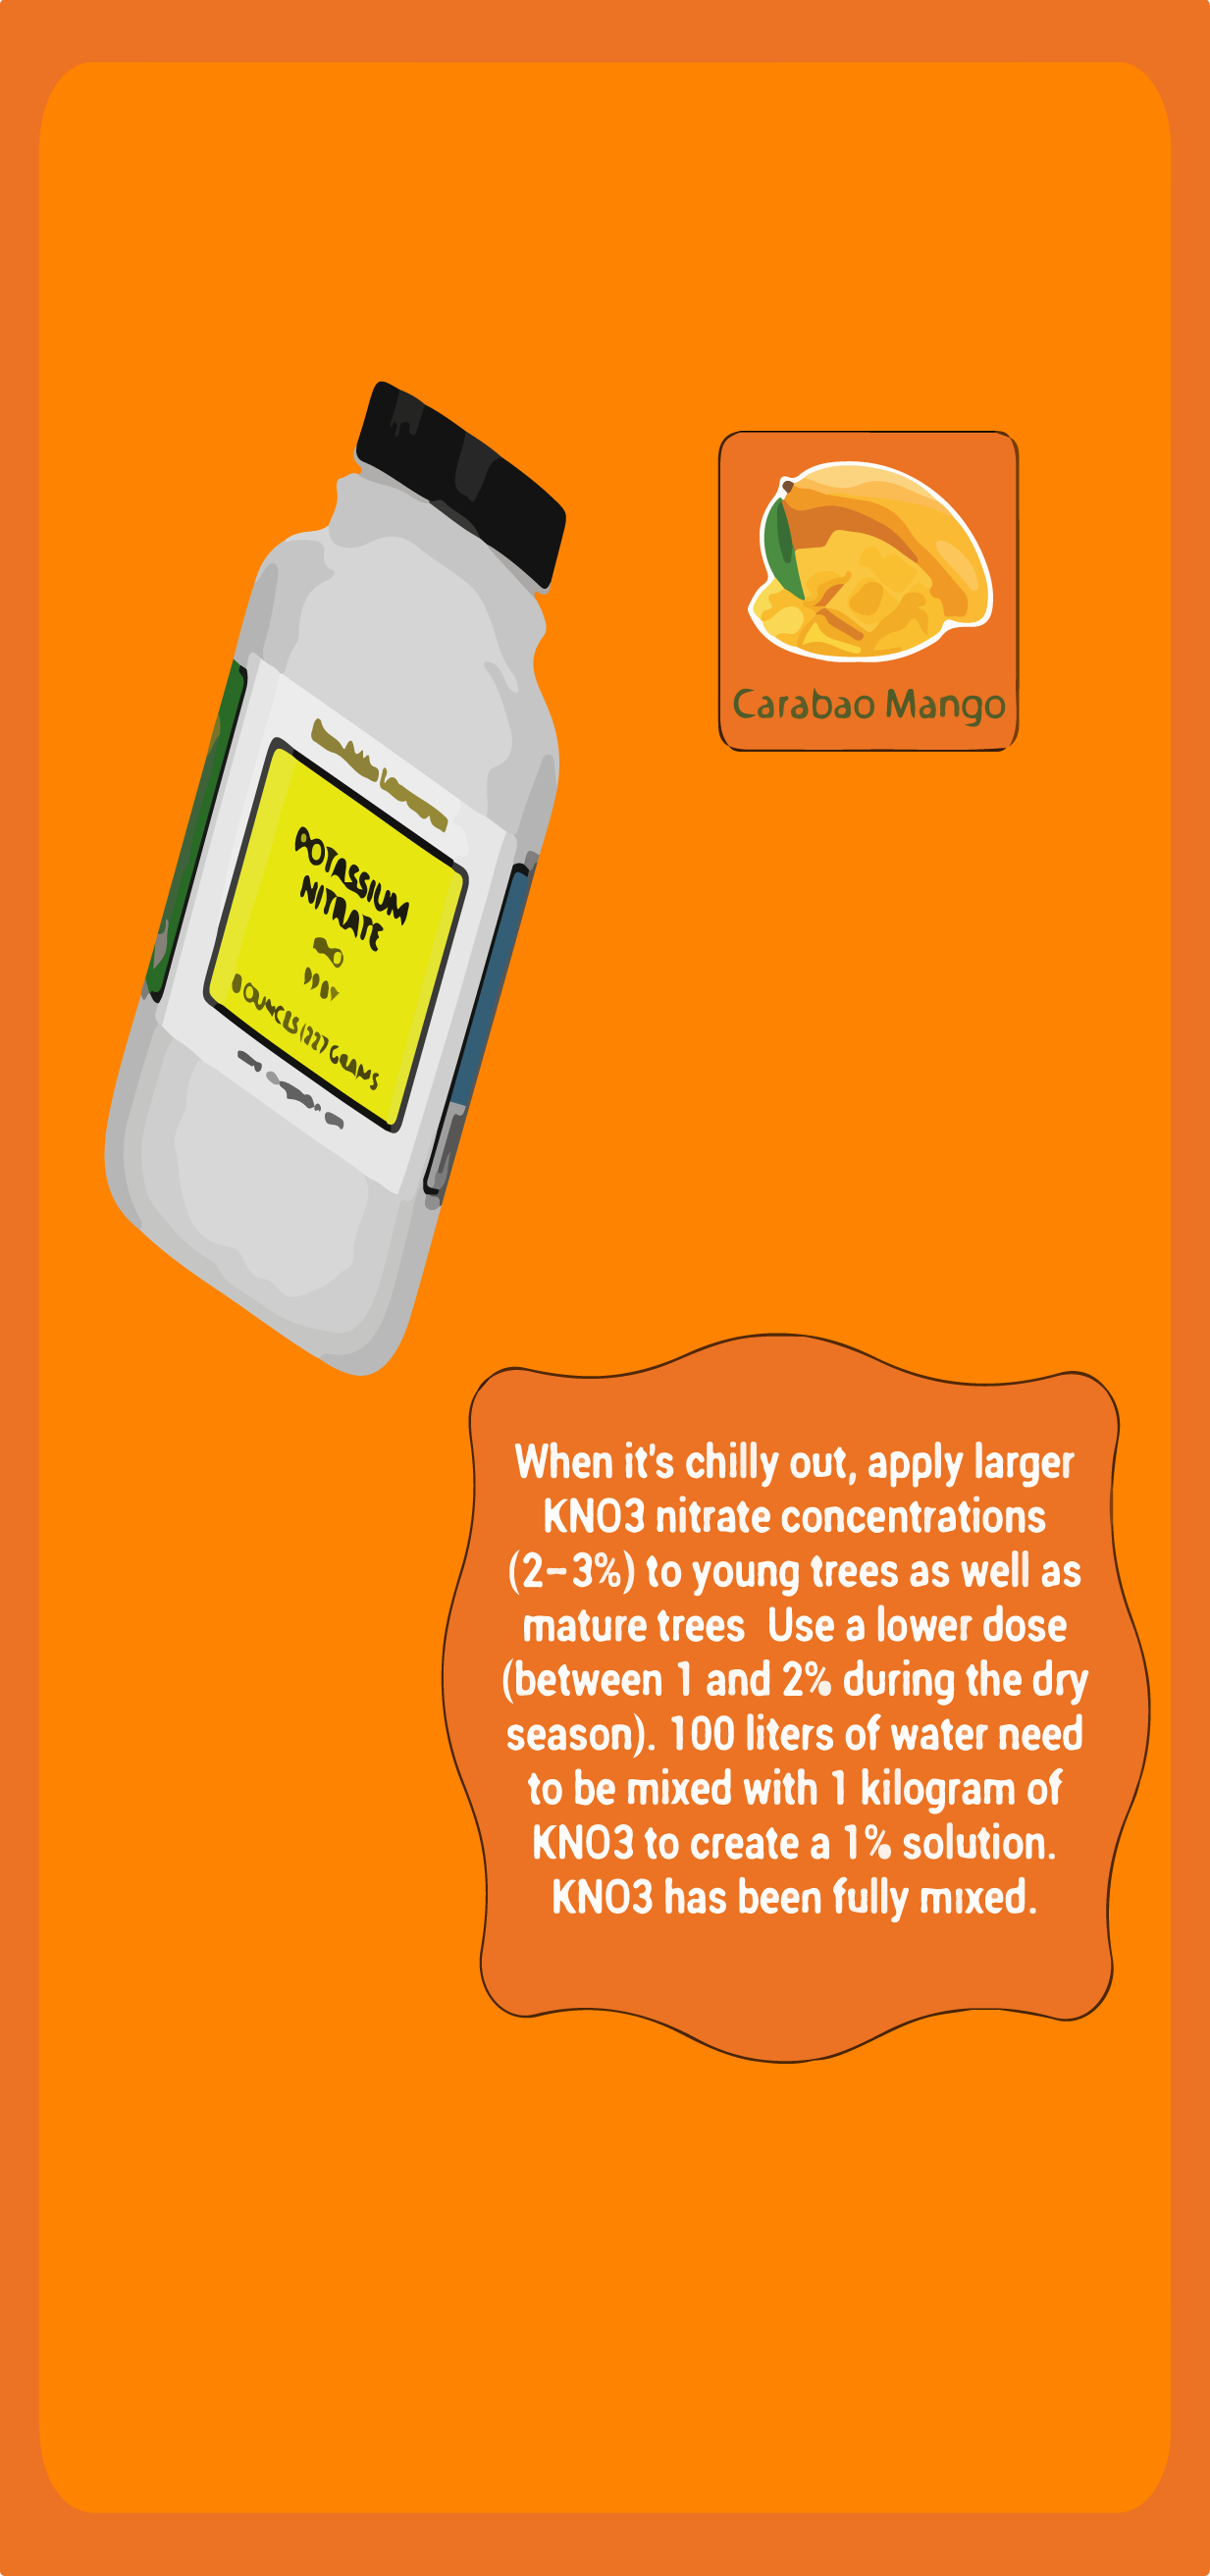 Carabao Mango
POTASSIUM
NITRATE
8 OUNCES (227 GRAMS
When it's chilly out, apply larger
KNO3 nitrate concentrations
(2-3%) to young trees as well as
mature trees  Use a lower dose
(between 1 and 2% during the dry
season). 100 liters of water need
to be mixed with 1 kilogram of
KNO3 to create a 1% solution.
KNO3 has been fully mixed.